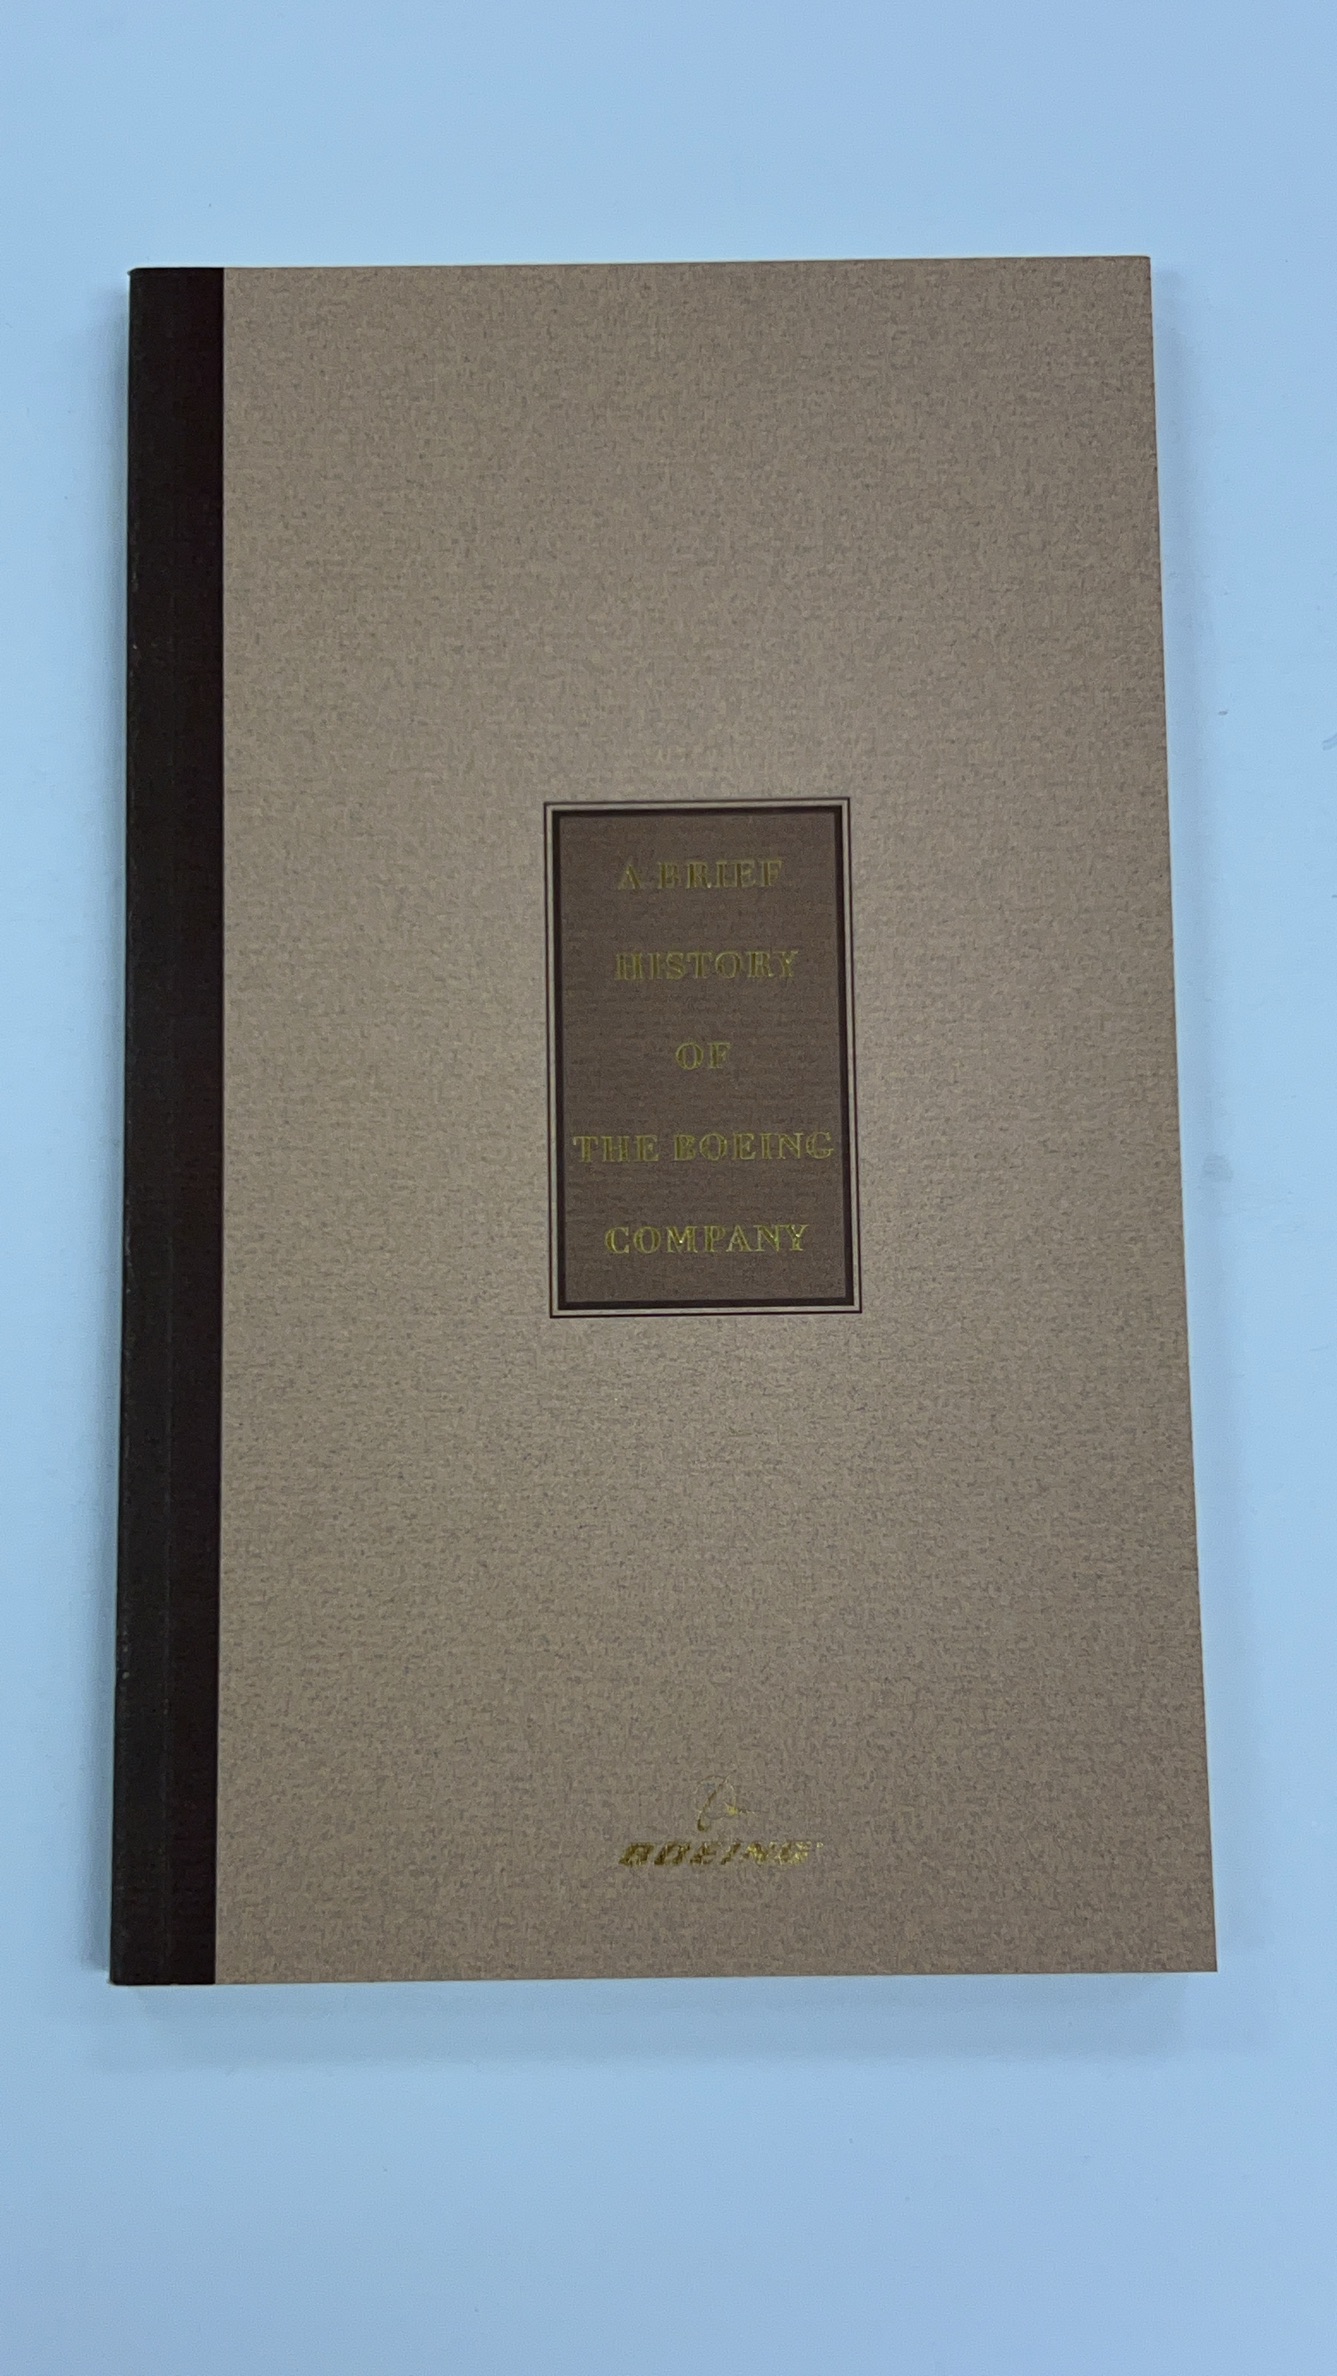 A BRIEF
HISTORY
OF
THE BOEING
COMPANY
BOEING